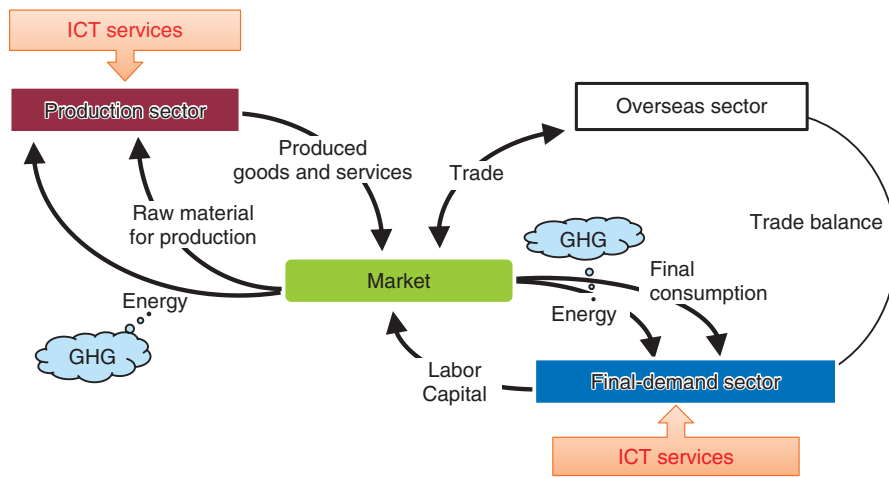 ICT services
Production sector
Overseas sector
Produced
goods and services
Trade
Raw material
for production
GHG
Trade balance
Market
Final
consumption
Energy
Energy
GHG
Labor
Capital
Final-demand sector
ICT services